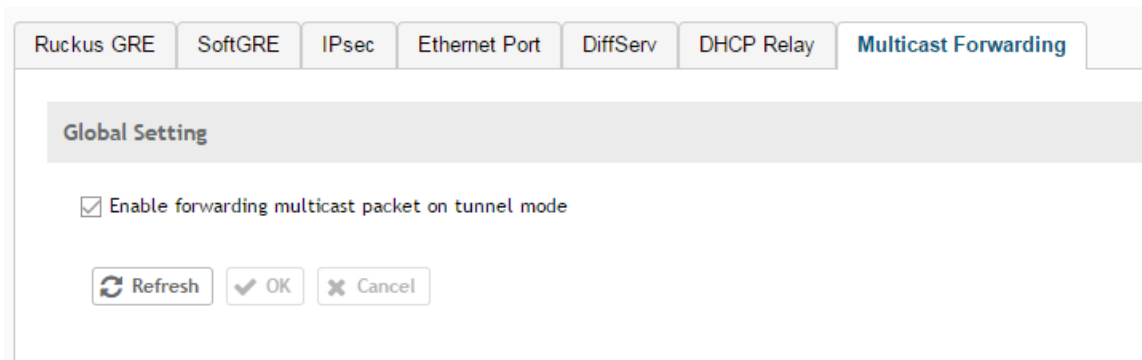 Ruckus GRE SoftGRE IPsec Ethernet Port DiffServ DHCP Relay Multicast Forwarding
Global Setting
Enable forwarding multicast packet on tunnel mode
Refresh OK Cancel